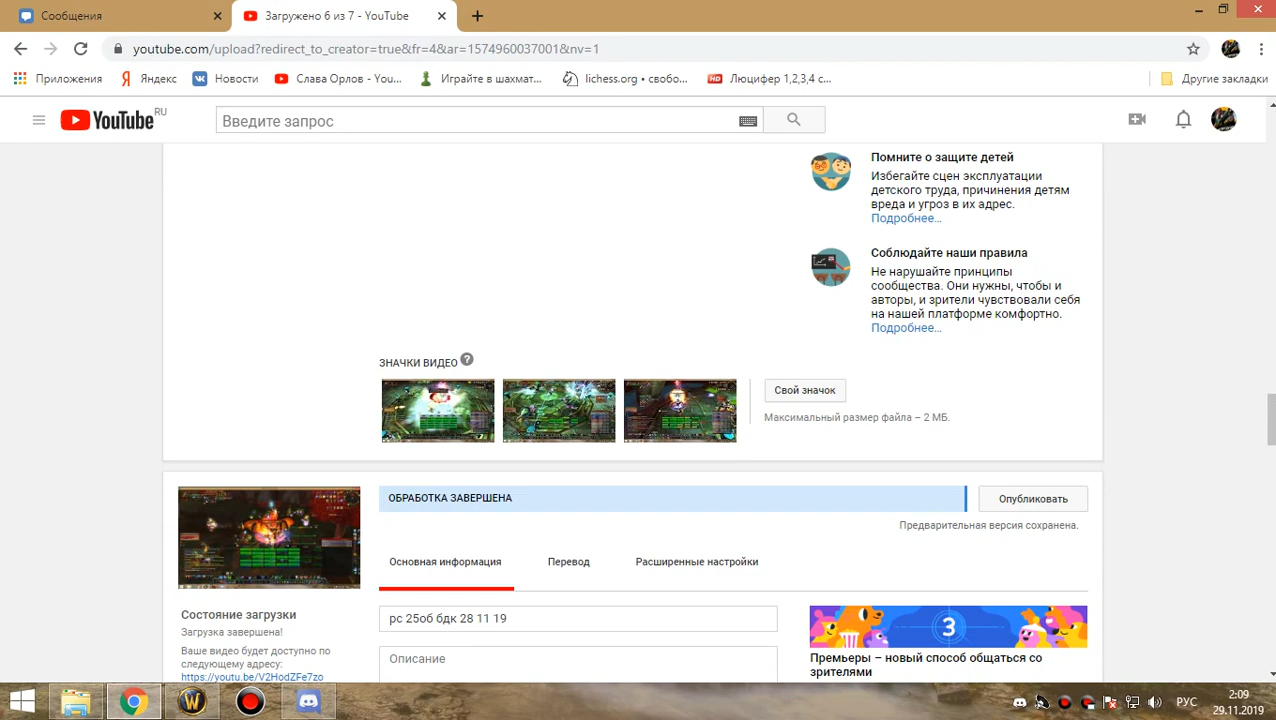 Сообщения
Загружено 6 из 7 - YouTube
youtube.com/upload?redirect_to_creator=true&fr=4&ar=1574960037001&nv=1
Приложения
Яндекс
Новости
Слава Орлов - You...
Играйте в шахмат...
lichess.org • свобо...
HD
Люцифер 1,2,3,4 с...
Другие закладки
YouTube RU
Введите запрос
Помните о защите детей
Избегайте сцен эксплуатации
детского труда, причинения детям
вреда и угроз в их адрес.
Подробнее...
Соблюдайте наши правила
Не нарушайте принципы
сообщества. Они нужны, чтобы и
авторы, и зрители чувствовали себя
на нашей платформе комфортно.
Подробнее...
ЗНАЧКИ ВИДЕО ?
Свой значок
Максимальный размер файла – 2 МБ.
ОБРАБОТКА ЗАВЕРШЕНА
Опубликовать
Предварительная версия сохранена.
Основная информация
Перевод
Расширенные настройки
Состояние загрузки
Загрузка завершена!
Ваше видео будет доступно по
следующему адресу:
https://youtu.be/V2HodZFe7zo
рс 25об бдк 28 11 19
Описание
3
Премьеры – новый способ общаться со
зрителями
РУС
2:09
29.11.2019